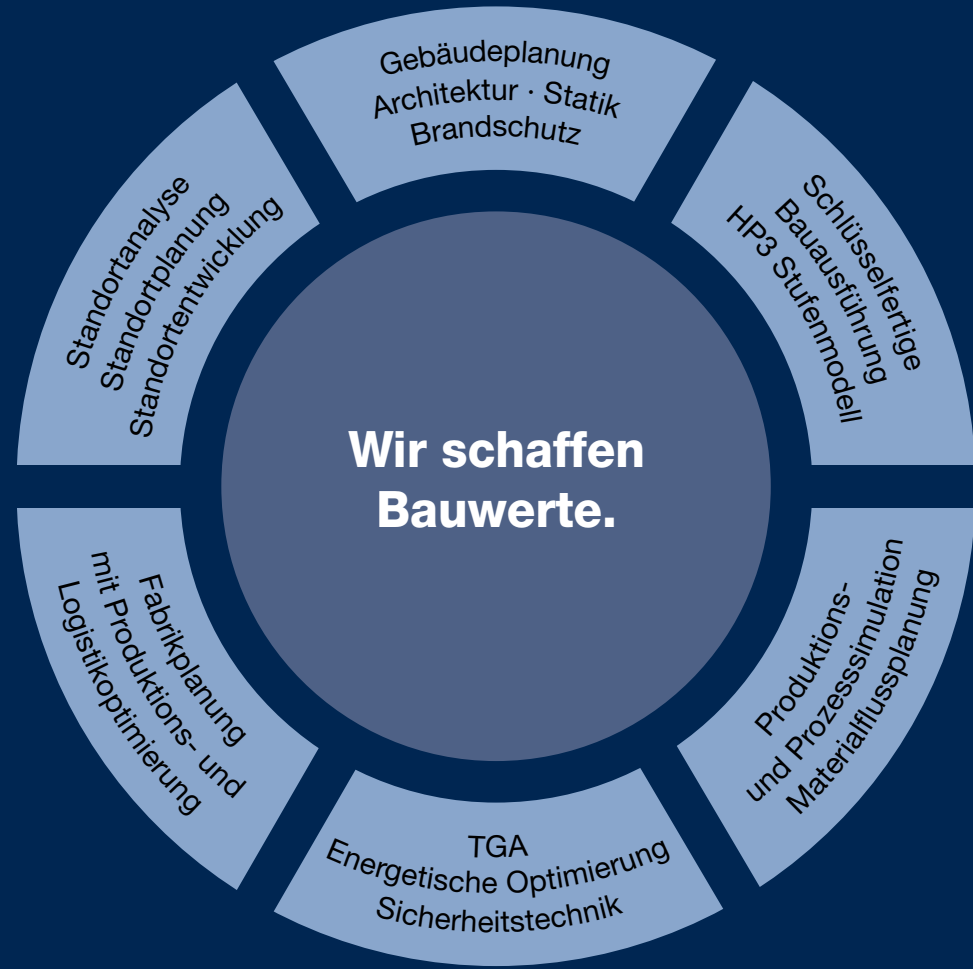 Gebäudeplanung
Architektur · Statik
Brandschutz
Schlüsselfertige
Bauausführung
HP3 Stufenmodell
Produktions-
und Prozesssimulation
Materialflussplanung
TGA
Energetische Optimierung
Sicherheitstechnik
Fabrikplanung
mit Produktions- und
Logistikoptimierung
Standortanalyse
Standortplanung
Standortentwicklung
Wir schaffen
Bauwerte.